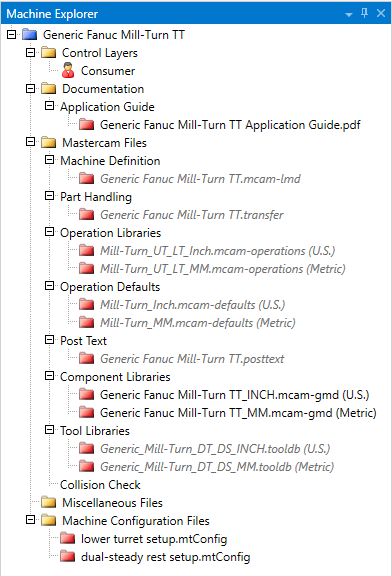 Machine Explorer
Generic Fanuc Mill-Turn TT
Control Layers
Consumer
Documentation
Application Guide
Generic Fanuc Mill-Turn TT Application Guide.pdf
Mastercam Files
Machine Definition
Generic Fanuc Mill-Turn TT.mcam-lmd
Part Handling
Generic Fanuc Mill-Turn TT.transfer
Operation Libraries
Mill-Turn_UT_LT_Inch.mcam-operations (U.S.)
Mill-Turn_UT_LT_MM.mcam-operations (Metric)
Operation Defaults
Mill-Turn_Inch.mcam-defaults (U.S.)
Mill-Turn_MM.mcam-defaults (Metric)
Post Text
Generic Fanuc Mill-Turn TT.posttext
Component Libraries
Generic Fanuc Mill-Turn TT_INCH.mcam-gmd (U.S.)
Generic Fanuc Mill-Turn TT_MM.mcam-gmd (Metric)
Tool Libraries
Generic_Mill-Turn_DT_DS_INCH.tooldb (U.S.)
Generic_Mill-Turn_DT_DS_MM.tooldb (Metric)
Collision Check
Miscellaneous Files
Machine Configuration Files
lower turret setup.mtConfig
dual-steady rest setup.mtConfig